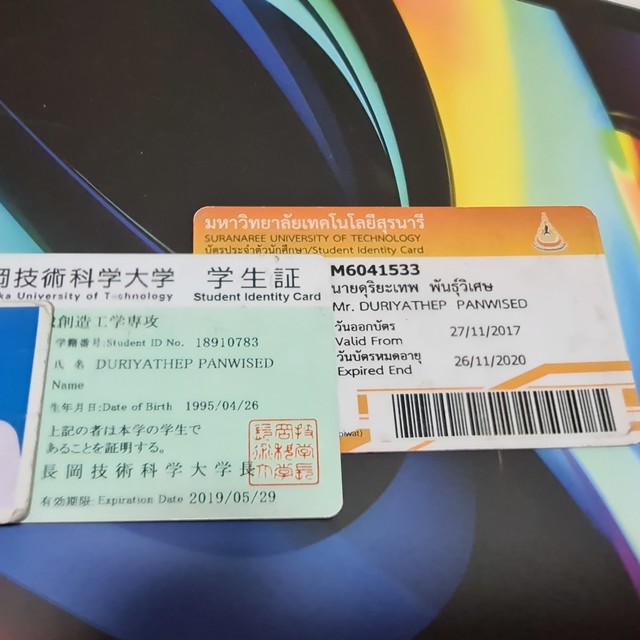 มหาวิทยาลัยเทคโนโลยีสุรนารี
SURANAREE UNIVERSITY OF TECHNOLOGY
บัตรประจำตัวนักศึกษา/Student Identity Card
M6041533
นายดุริยะเทพ พันธุ์วิเศษ
Mr. DURIYATHEP PANWISED
วันออกบัตร 27/11/2017
Valid From
วันบัตรหมดอายุ 26/11/2020
Expired End
岡技術科学大学 学生証
University of Technology Student Identity Card
創造工学専攻
学籍番号:Student ID No. 18910783
氏 名 DURIYATHEP PANWISED
Name
生年月日:Date of Birth 1995/04/26
上記の者は本学の学生で
あることを証明する。
長岡技術科学大学長
有効期限:Expiration Date 2019/05/29